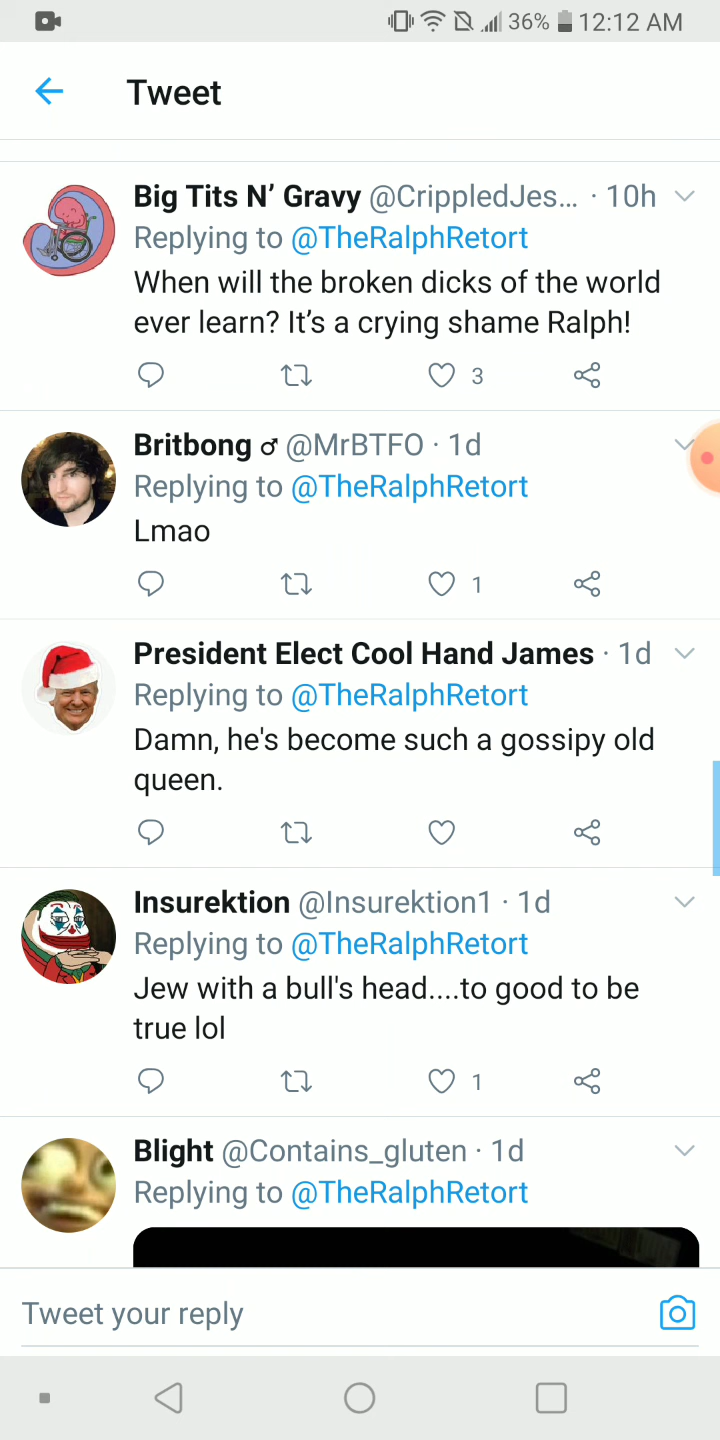 36% 12:12 AM
Tweet
Big Tits N’ Gravy @CrippledJes... · 10h
Replying to @TheRalphRetort
When will the broken dicks of the world
ever learn? It’s a crying shame Ralph!
3
Britbong ♂ @MrBTFO · 1d
Replying to @TheRalphRetort
Lmao
1
President Elect Cool Hand James · 1d
Replying to @TheRalphRetort
Damn, he's become such a gossipy old
queen.
Insurektion @Insurektion1 · 1d
Replying to @TheRalphRetort
Jew with a bull's head....to good to be
true lol
1
Blight @Contains_gluten · 1d
Replying to @TheRalphRetort
Tweet your reply